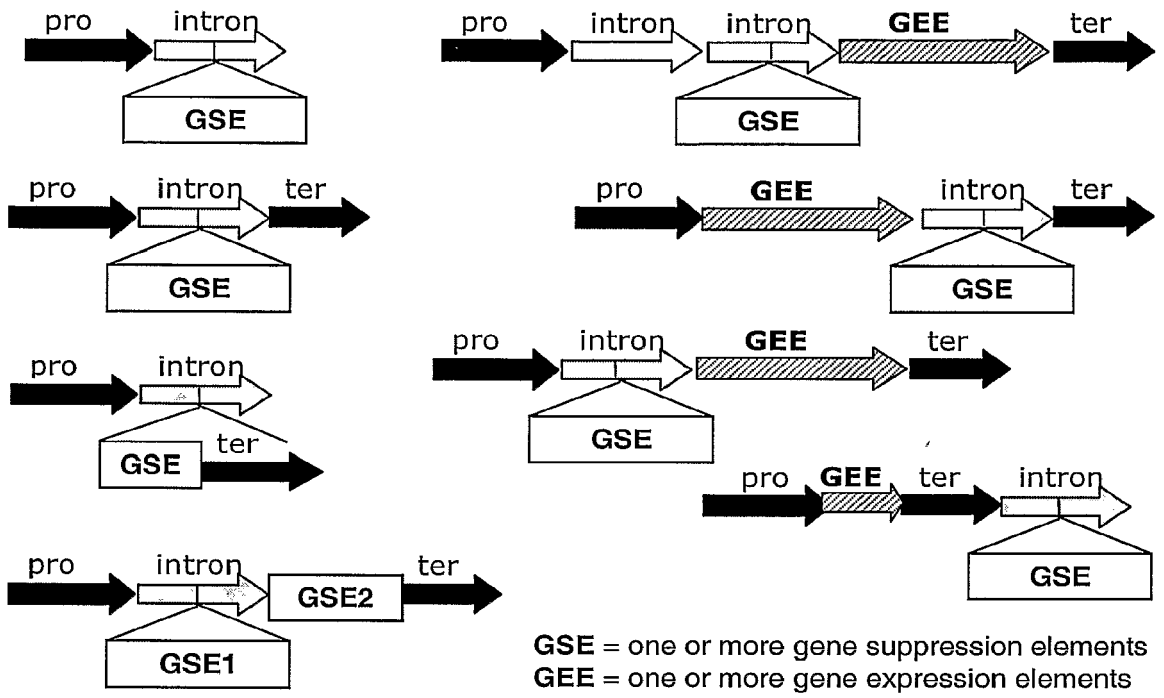 pro intron
GSE
pro intron ter
GSE
pro intron
GSE ter
pro intron ter
GSE2
GSE1
pro intron intron GEE ter
GSE
pro GEE intron ter
GSE
pro intron GEE ter
GSE
pro GEE ter intron
GSE
GSE = one or more gene suppression elements
GEE = one or more gene expression elements